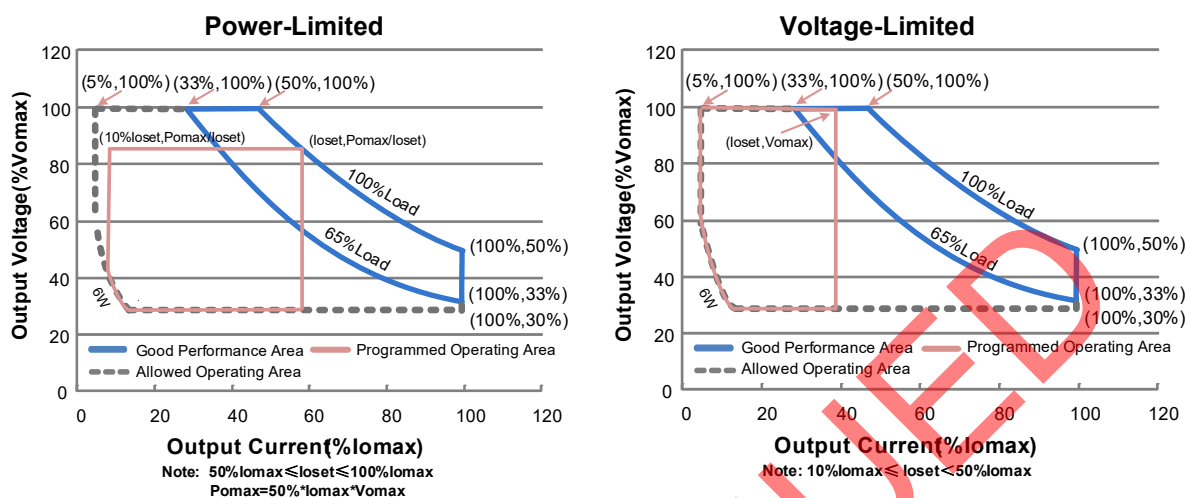 Power-Limited
Output Voltage(%Vomax)
120
100
80
60
40
20
0
(5%,100%) (33%,100%) (50%,100%)
(10%Ioset,Pomax/Ioset)
(Ioset,Pomax/Ioset)
100%Load
65%Load
6W
(100%,50%)
(100%,33%)
(100%,30%)
Good Performance Area
Programmed Operating Area
Allowed Operating Area
0 20 40 60 80 100 120
Output Current(%Iomax)
Note: 50%Iomax≤Ioset≤100%Iomax
Pomax=50%*Iomax*Vomax
Voltage-Limited
Output Voltage(%Vomax)
120
100
80
60
40
20
0
(5%,100%) (33%,100%) (50%,100%)
(Ioset,Vomax)
100%Load
65%Load
6W
(100%,50%)
(100%,33%)
(100%,30%)
Good Performance Area
Programmed Operating Area
Allowed Operating Area
0 20 40 60 80 100 120
Output Current(%Iomax)
Note: 10%Iomax≤ Ioset<50%Iomax
UED